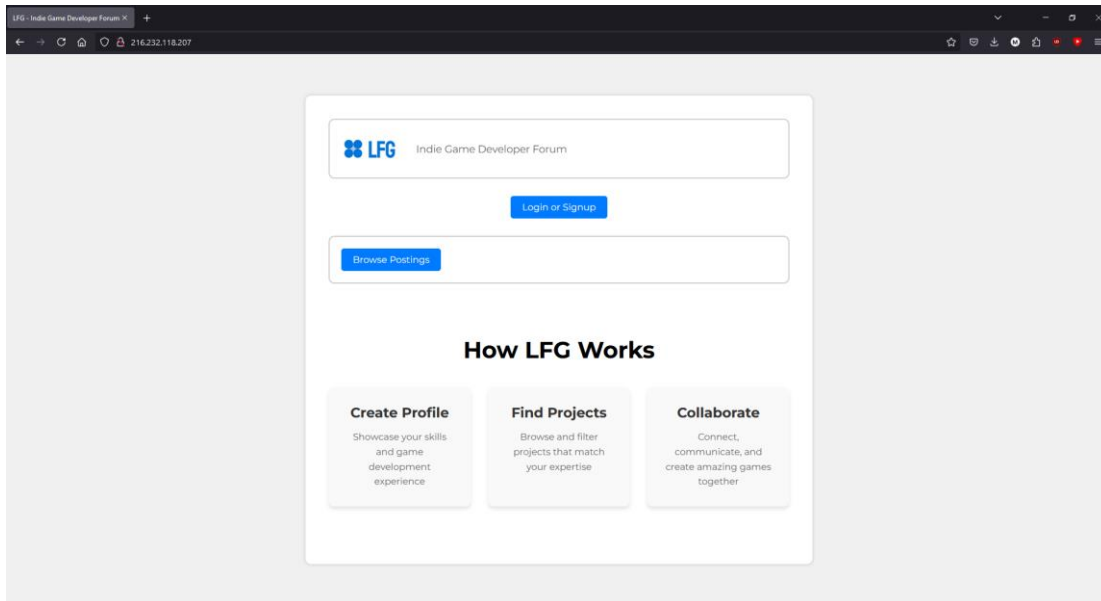 LFG - Indie Game Developer Forum
216.232.118.207
LFG
Indie Game Developer Forum
Login or Signup
Browse Postings
How LFG Works
Create Profile
Showcase your skills
and game
development
experience
Find Projects
Browse and filter
projects that match
your expertise
Collaborate
Connect,
communicate, and
create amazing games
together